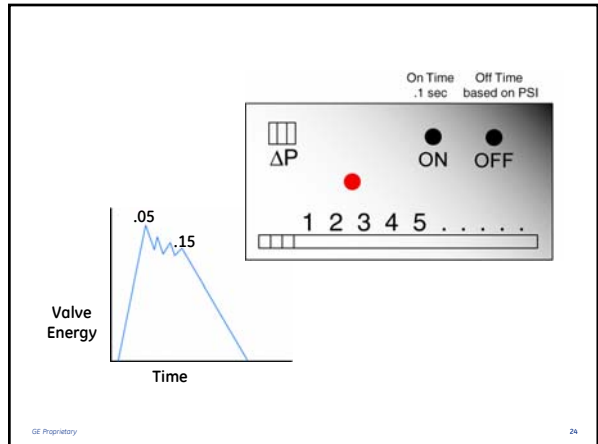 On Time Off Time
.1 sec based on PSI
ΔP
ON OFF
1 2 3 4 5 . . . . .
.05
.15
Valve
Energy
Time
GE Proprietary 24